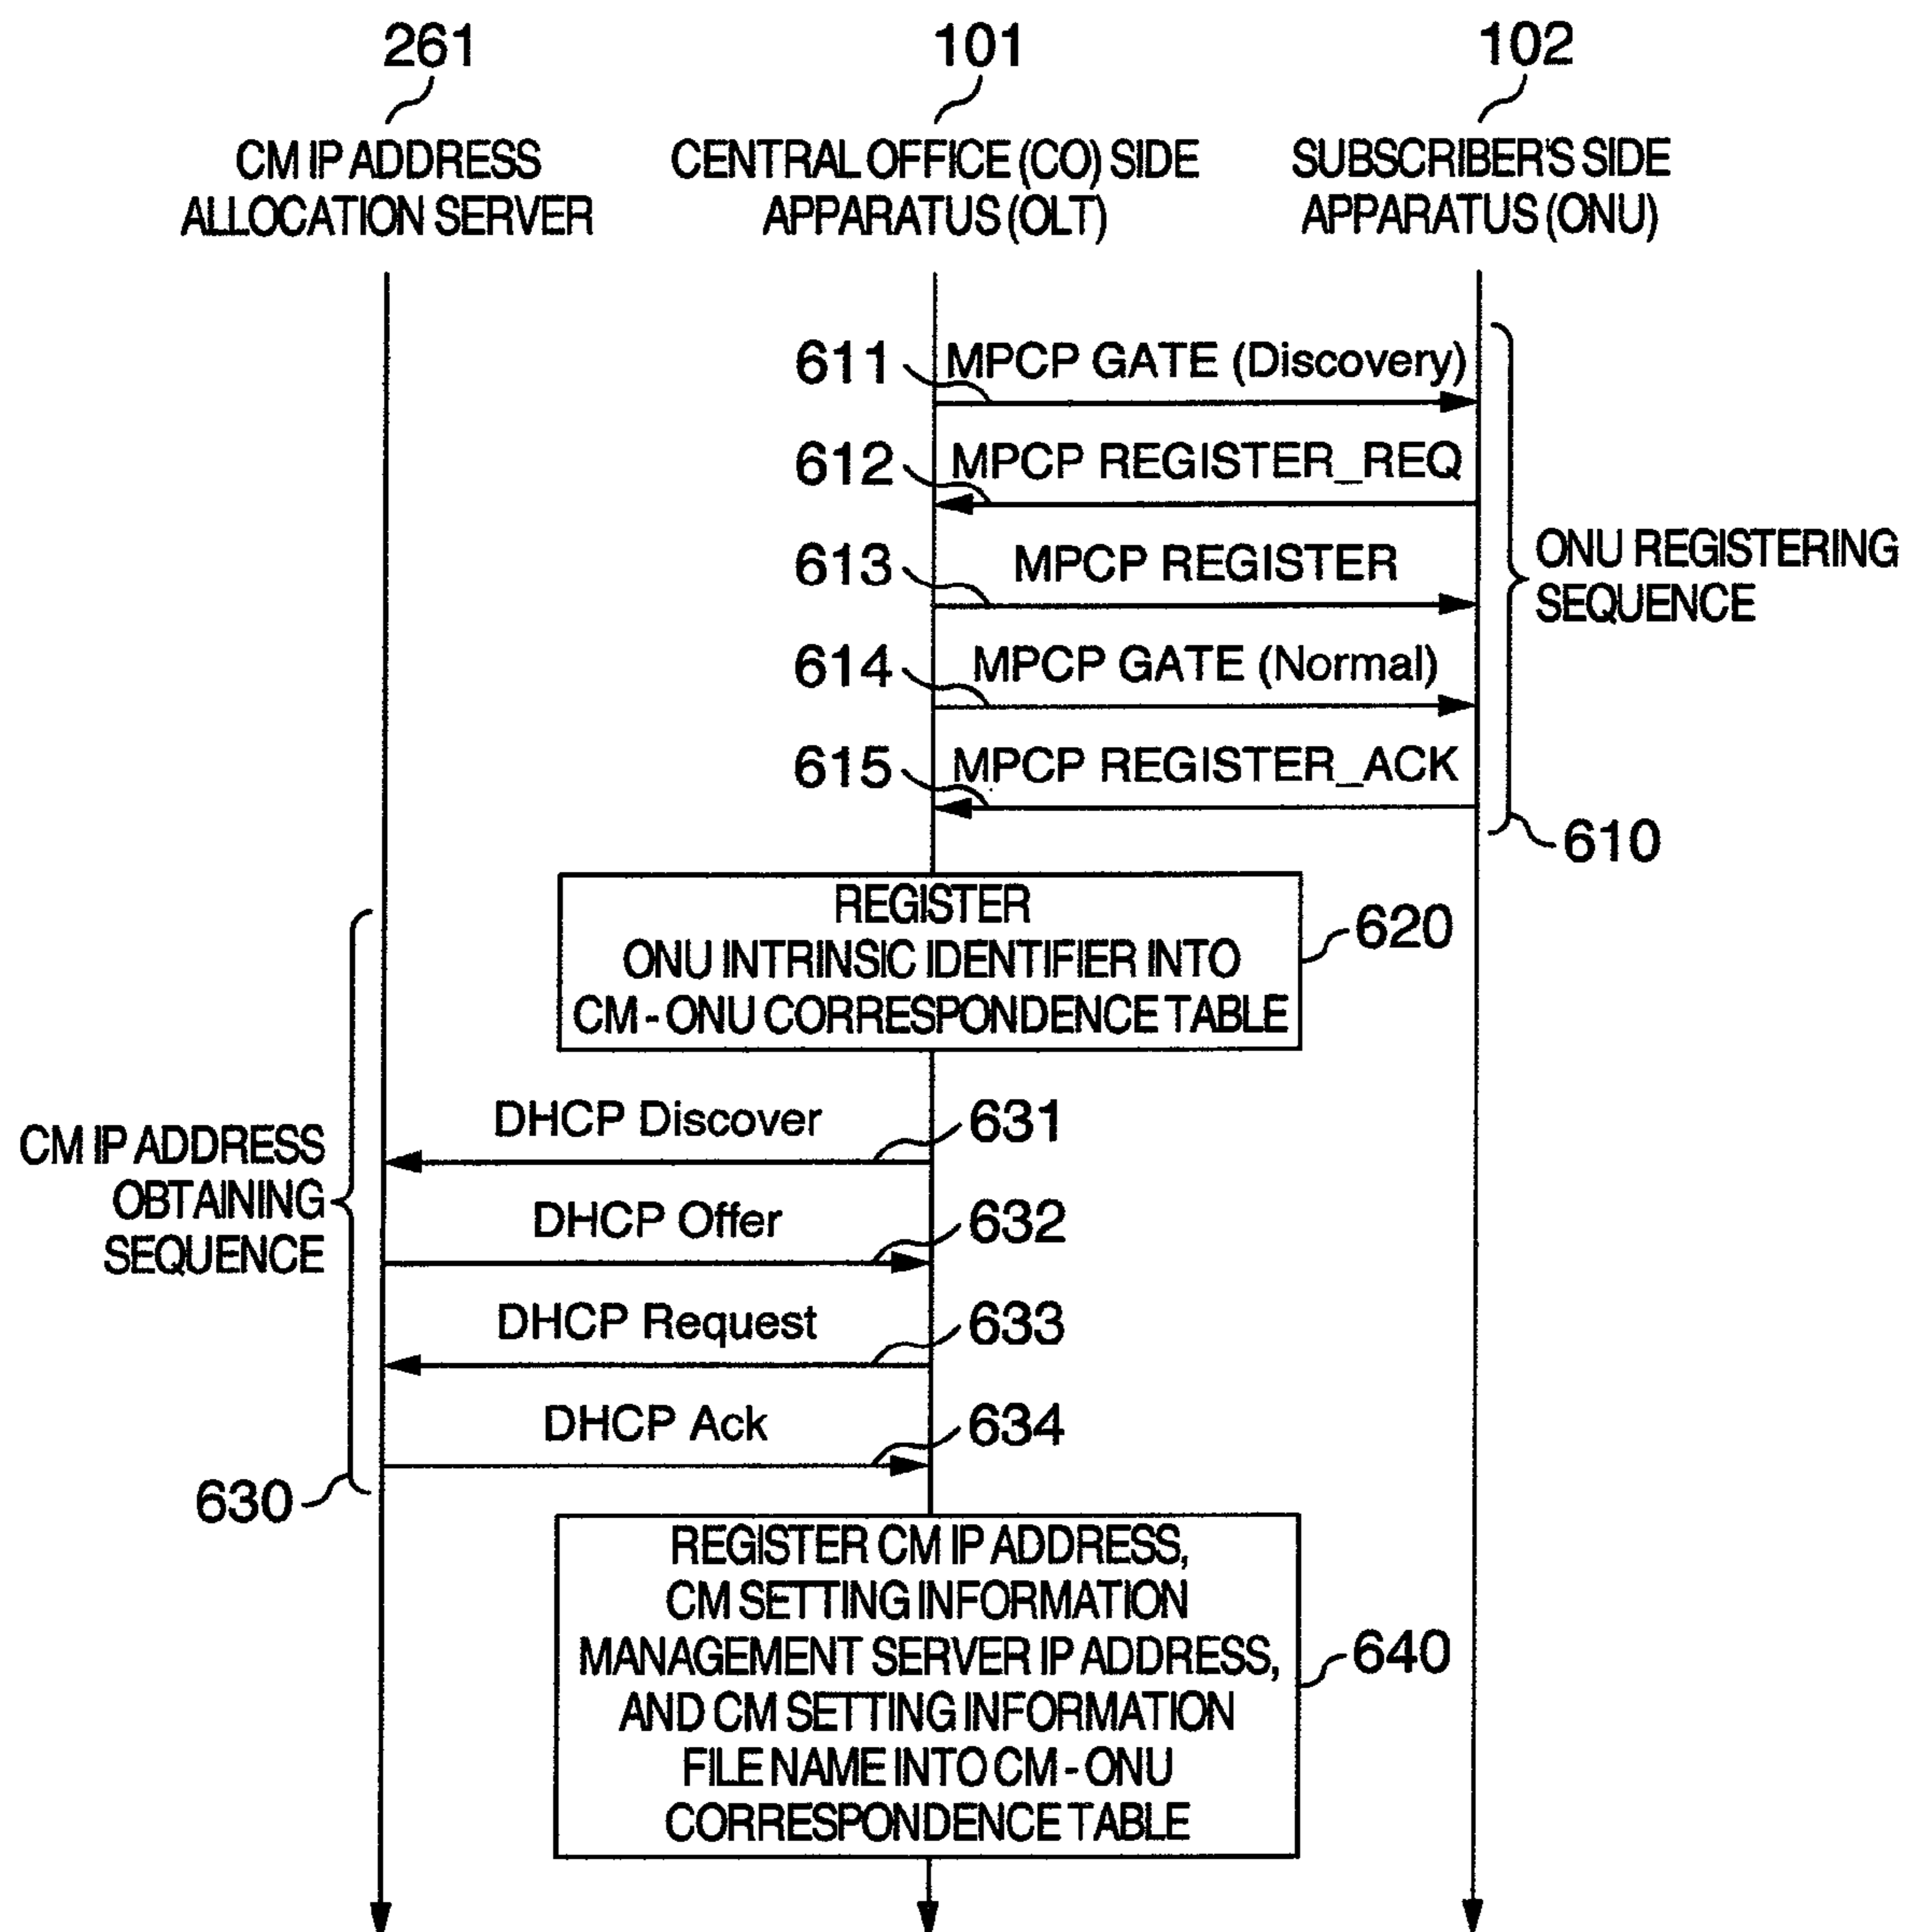 261
101
102
CM IP ADDRESS
ALLOCATION SERVER
CENTRAL OFFICE (CO) SIDE
APPARATUS (OLT)
SUBSCRIBER'S SIDE
APPARATUS (ONU)
611
MPCP GATE (Discovery)
612
MPCP REGISTER_REQ
613
MPCP REGISTER
614
MPCP GATE (Normal)
615
MPCP REGISTER_ACK
ONU REGISTERING
SEQUENCE
610
REGISTER
ONU INTRINSIC IDENTIFIER INTO
CM - ONU CORRESPONDENCE TABLE
620
CM IP ADDRESS
OBTAINING
SEQUENCE
DHCP Discover
631
DHCP Offer
632
DHCP Request
633
DHCP Ack
634
630
REGISTER CM IP ADDRESS,
CM SETTING INFORMATION
MANAGEMENT SERVER IP ADDRESS,
AND CM SETTING INFORMATION
FILE NAME INTO CM - ONU
CORRESPONDENCE TABLE
640